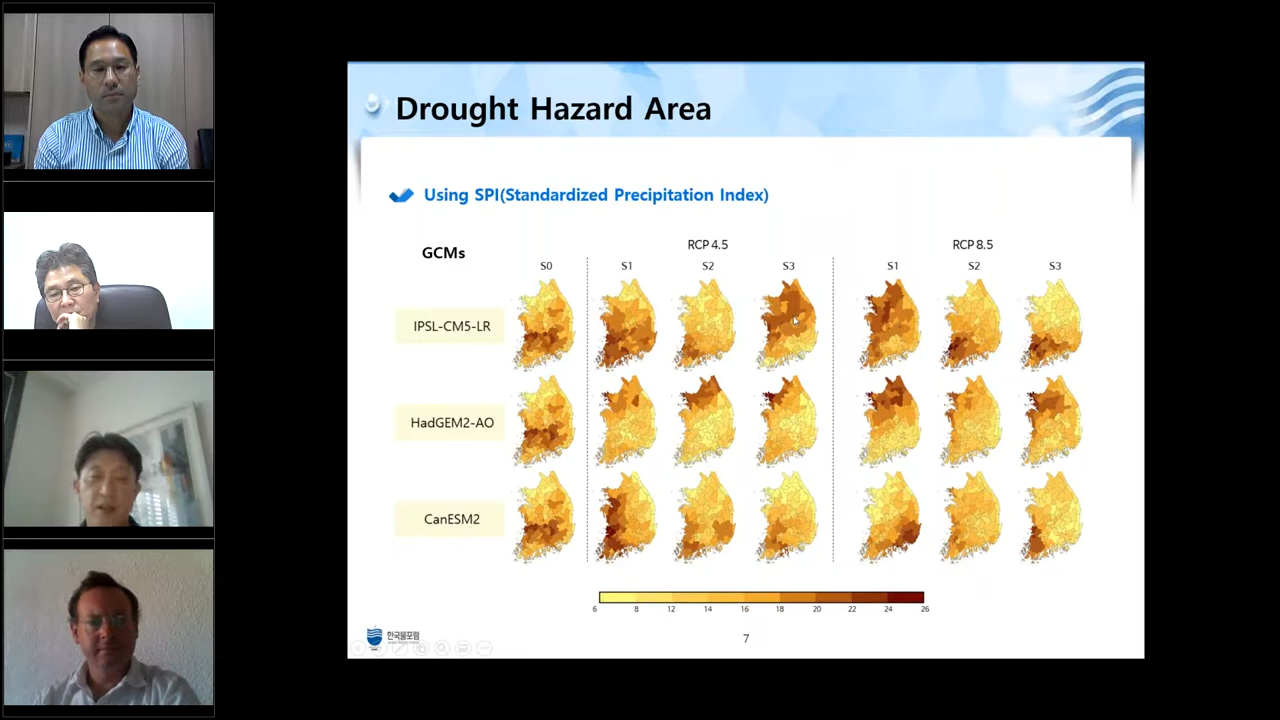 Drought Hazard Area
Using SPI(Standardized Precipitation Index)
GCMs
RCP 4.5
RCP 8.5
S0
S1
S2
S3
S1
S2
S3
IPSL-CM5-LR
HadGEM2-AO
CanESM2
6 8 12 14 16 18 20 22 24 26
한국물포럼
7